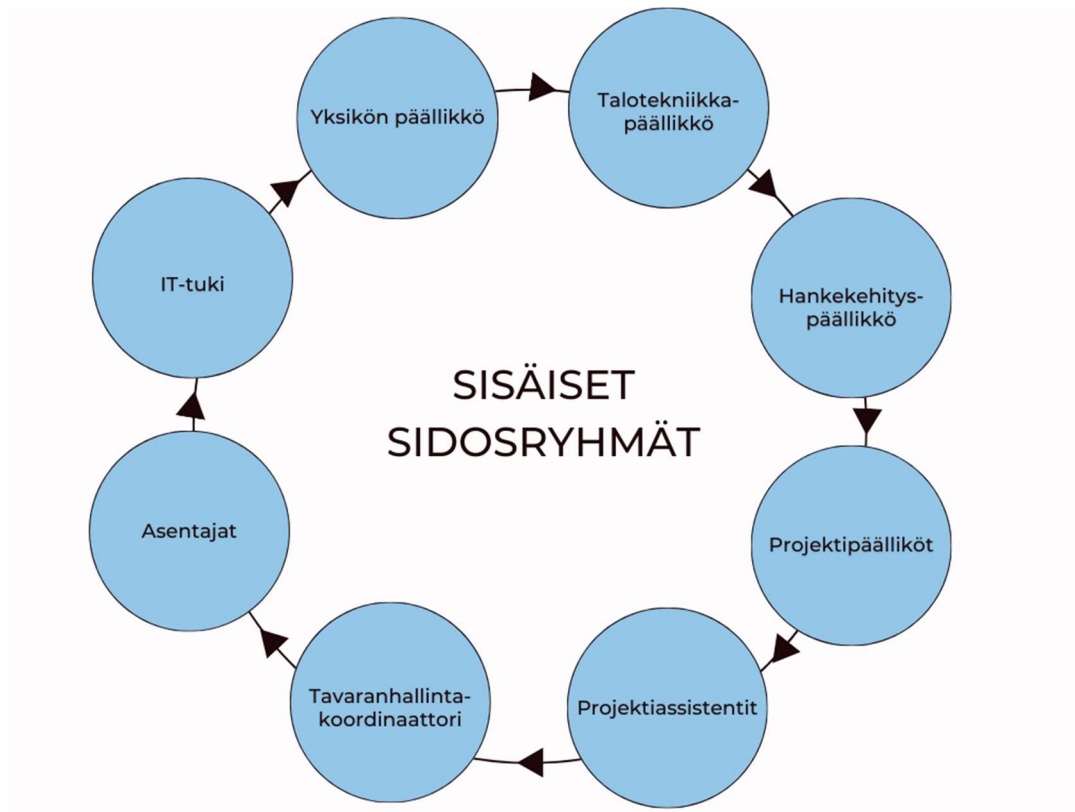 Yksikön päällikkö
Talotekniikka-
päällikkö
Hankekehitys-
päällikkö
Projektipäälliköt
Projektiassistentit
Tavaranhallinta-
koordinaattori
Asentajat
IT-tuki
SISÄISET
SIDOSRYHMÄT